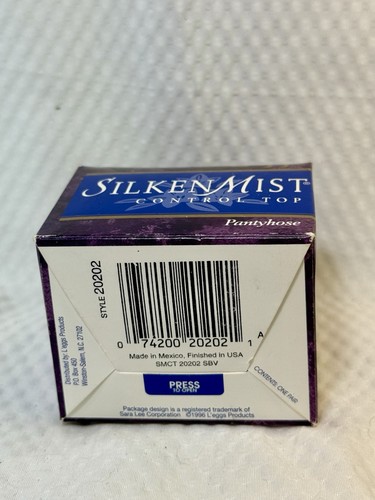 SILKEN MIST®
CONTROL TOP
Pantyhose
STYLE 20202
0 74200 20202 1 A
Made in Mexico, Finished in USA
SMCT 20202 SBV
Distributed by: L'eggs Products
P.O. Box 450
Winston-Salem, N.C. 27102
CONTENTS: ONE PAIR
PRESS
TO OPEN
Package design is a registered trademark of
Sara Lee Corporation ©1996 L'eggs Products